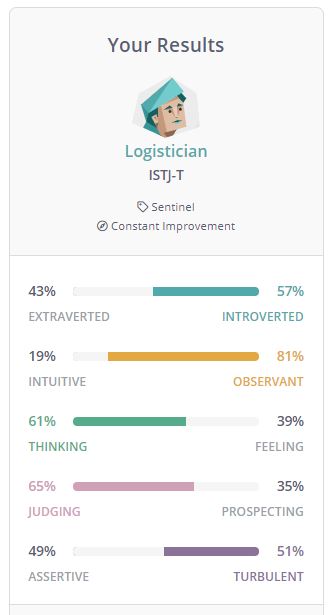 Your Results
Logistician
ISTJ-T
Sentinel
Constant Improvement
43% 57%
EXTRAVERTED INTROVERTED
19% 81%
INTUITIVE OBSERVANT
61% 39%
THINKING FEELING
65% 35%
JUDGING PROSPECTING
49% 51%
ASSERTIVE TURBULENT